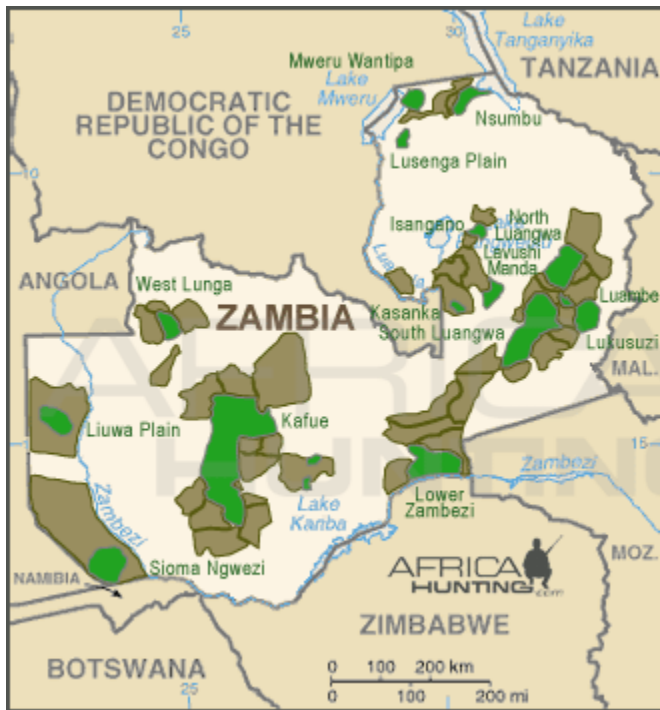 25
30
Lake
Tanganyika
Mweru Wantipa
Lake
Mweru
TANZANIA
DEMOCRATIC
REPUBLIC OF THE
CONGO
Nsumbu
Lusenga Plain
10
Isangano
North
Luangwa
Lavushi
Manda
ANGOLA
West Lunga
Kasanka
Luambe
ZAMBIA
South Luangwa
Lukusuzi
MAL.
Liuwa Plain
Kafue
15
Zambezi
Zambezi
Lake
Kariba
Lower
Zambezi
AFRICA
HUNTING
.com
MOZ.
Sioma Ngwezi
NAMIBIA
ZIMBABWE
BOTSWANA
0 100 200 km
0 100 200 mi
25
AFRICA
HUNTING